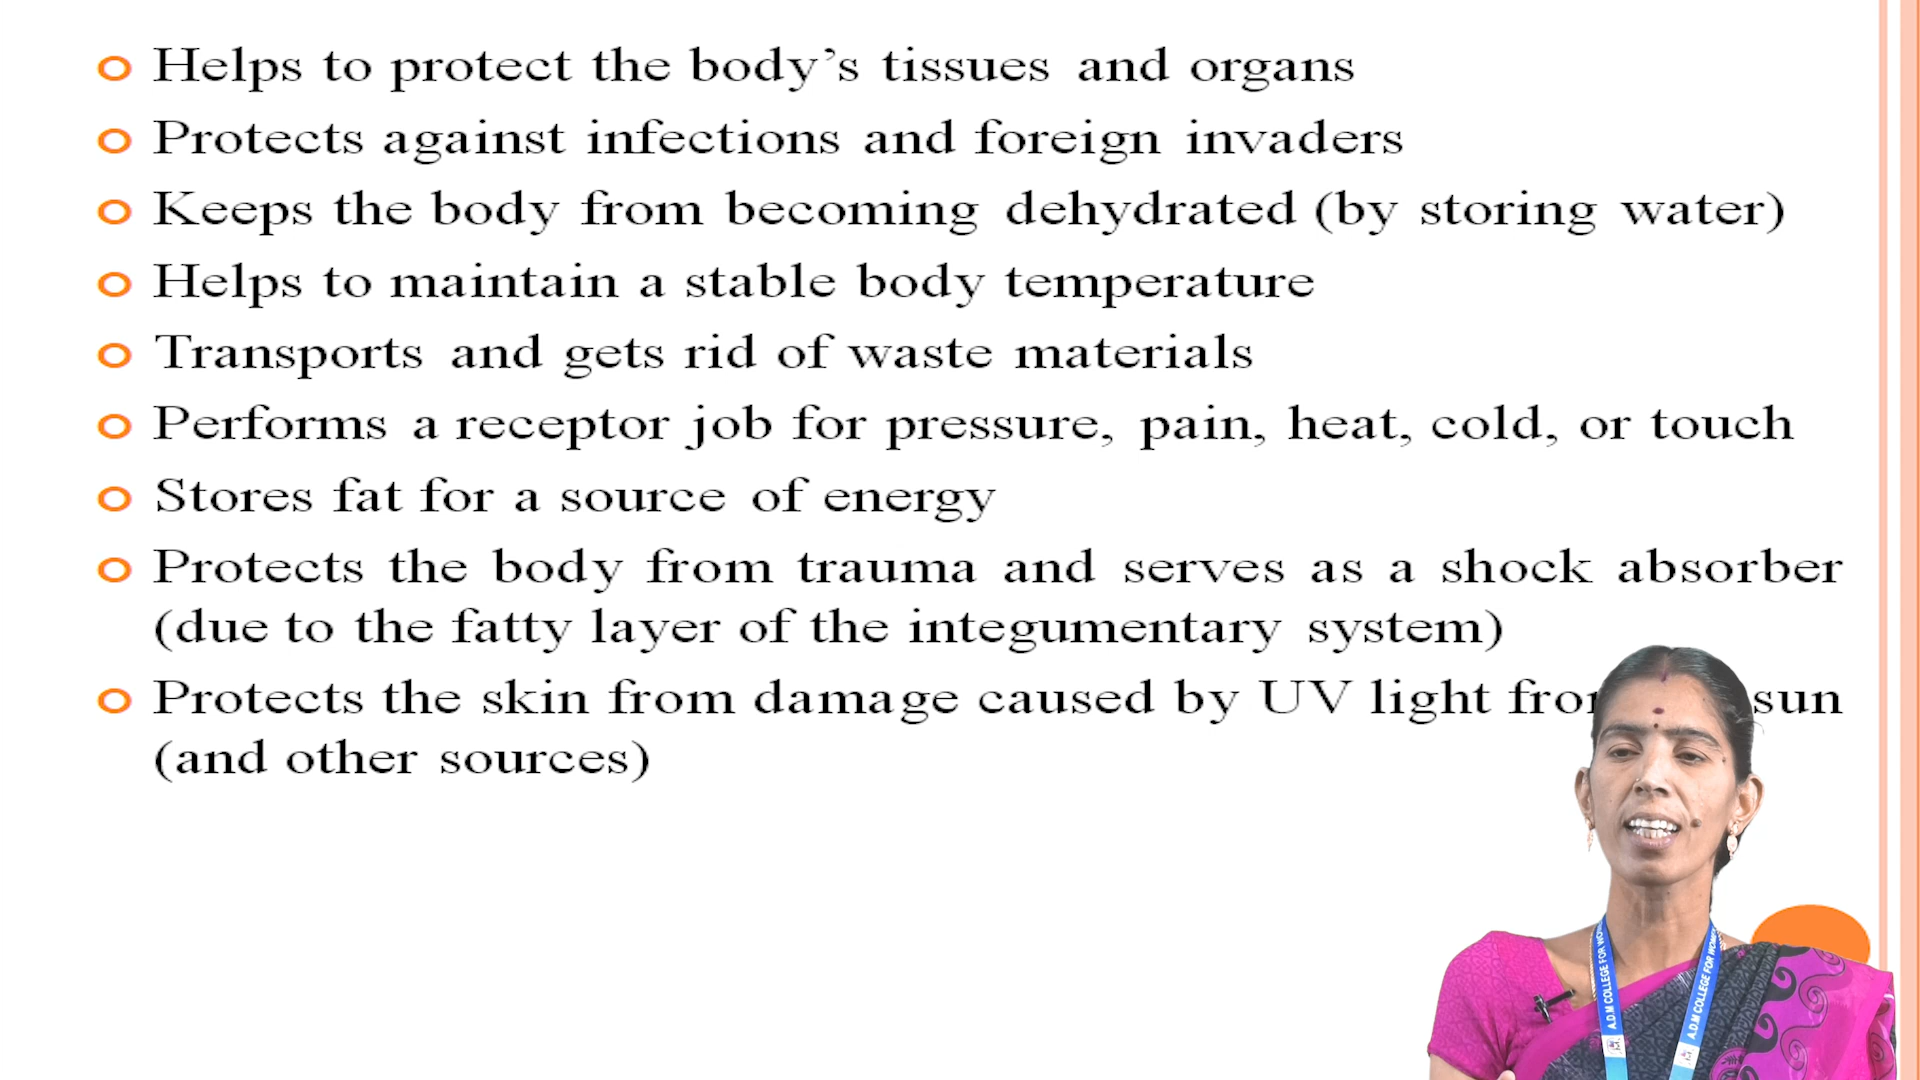 Helps to protect the body’s tissues and organs
Protects against infections and foreign invaders
Keeps the body from becoming dehydrated (by storing water)
Helps to maintain a stable body temperature
Transports and gets rid of waste materials
Performs a receptor job for pressure, pain, heat, cold, or touch
Stores fat for a source of energy
Protects the body from trauma and serves as a shock absorber
(due to the fatty layer of the integumentary system)
Protects the skin from damage caused by UV light sun
(and other sources)
A.D.M COLLEGE FOR
A.D.M COLLEGE FOR